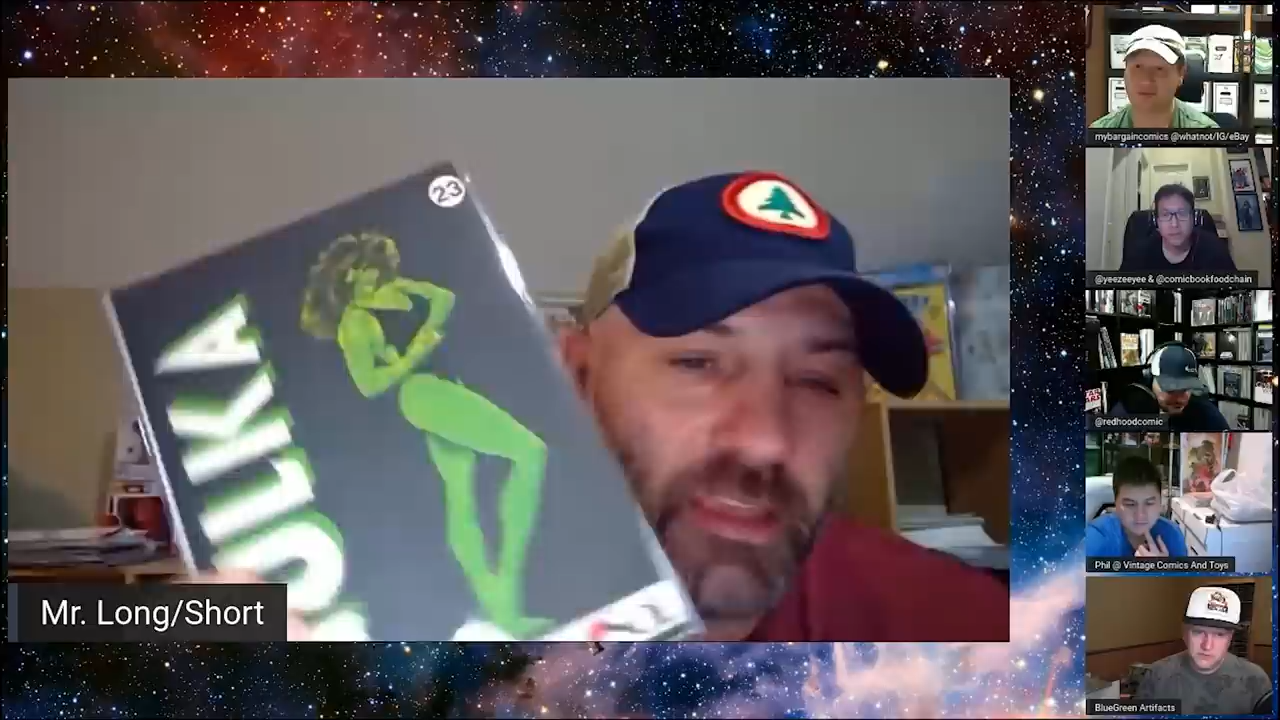 23
ULKA
Mr. Long/Short
mybargaincomics @whatnot/IG/eBay
@yeezeeyee & @comicbookfoodchain
@redhoodcomic
Phil @ Vintage Comics And Toys
BlueGreen Artifacts